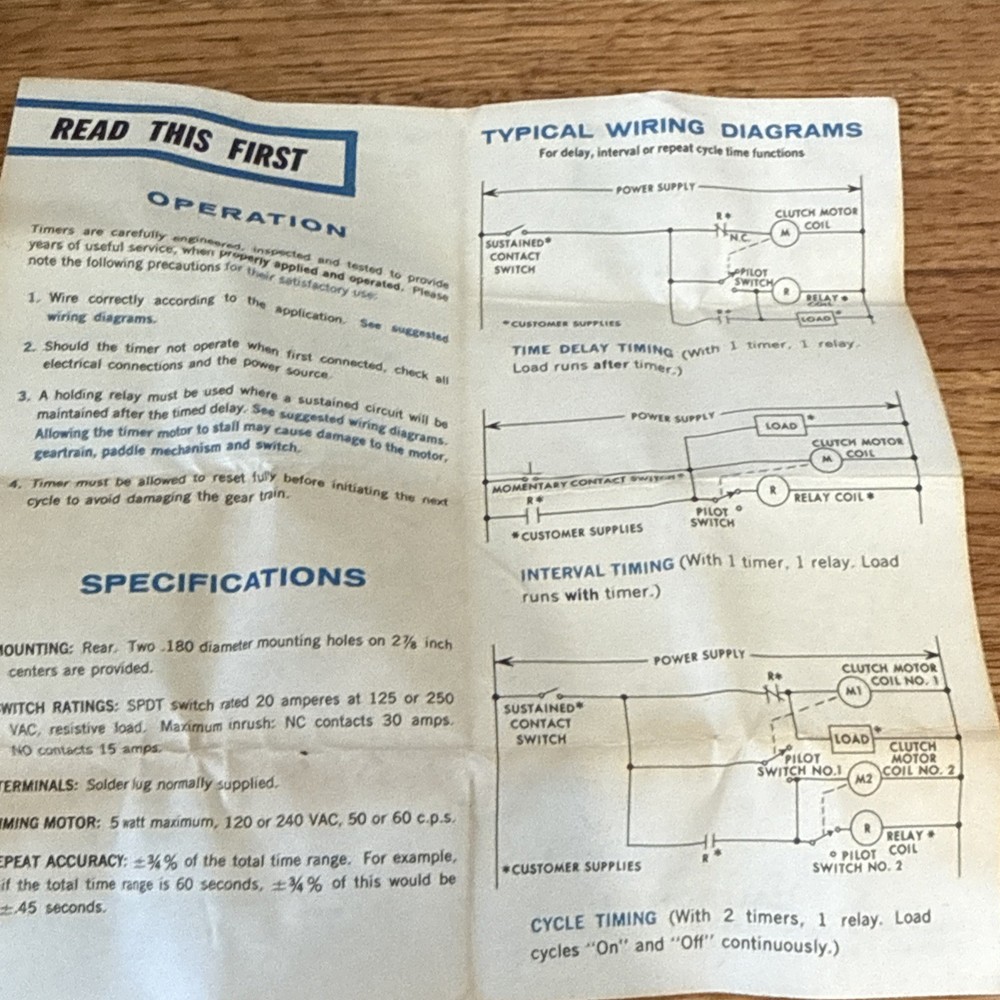 READ THIS FIRST
OPERATION
Timers are carefully engineered, inspected and tested to provide
years of useful service, when properly applied and operated. Please
note the following precautions for their satisfactory use:
1. Wire correctly according to the application. See suggested
wiring diagrams.
2. Should the timer not operate when first connected, check all
electrical connections and the power source.
3. A holding relay must be used where a sustained circuit will be
maintained after the timed delay. See suggested wiring diagrams.
Allowing the timer motor to stall may cause damage to the motor,
geartrain, paddle mechanism and switch.
4. Timer must be allowed to reset fully before initiating the next
cycle to avoid damaging the gear train.
SPECIFICATIONS
MOUNTING: Rear. Two .180 diameter mounting holes on 2⅞ inch
centers are provided.
WITCH RATINGS: SPDT switch rated 20 amperes at 125 or 250
VAC, resistive load. Maximum inrush: NC contacts 30 amps.
NO contacts 15 amps.
TERMINALS: Solder lug normally supplied.
MING MOTOR: 5 watt maximum, 120 or 240 VAC, 50 or 60 c.p.s.
EPEAT ACCURACY: ±¾% of the total time range. For example,
if the total time range is 60 seconds, ±¾% of this would be
±.45 seconds.
TYPICAL WIRING DIAGRAMS
For delay, interval or repeat cycle time functions
POWER SUPPLY
SUSTAINED*
CONTACT
SWITCH
R*
N.C.
CLUTCH MOTOR
COIL
M
PILOT
SWITCH
R
RELAY *
LOAD *
*CUSTOMER SUPPLIES
TIME DELAY TIMING (With 1 timer, 1 relay.
Load runs after timer.)
POWER SUPPLY
LOAD *
CLUTCH MOTOR
COIL
M
MOMENTARY CONTACT SWITCH*
R*
R
RELAY COIL *
PILOT
SWITCH
*CUSTOMER SUPPLIES
INTERVAL TIMING (With 1 timer, 1 relay. Load
runs with timer.)
POWER SUPPLY
SUSTAINED*
CONTACT
SWITCH
R*
CLUTCH MOTOR
COIL NO. 1
M1
LOAD *
PILOT
SWITCH NO.1
CLUTCH
MOTOR
COIL NO. 2
M2
R
RELAY *
COIL
R *
PILOT
SWITCH NO. 2
*CUSTOMER SUPPLIES
CYCLE TIMING (With 2 timers, 1 relay. Load
cycles "On" and "Off" continuously.)